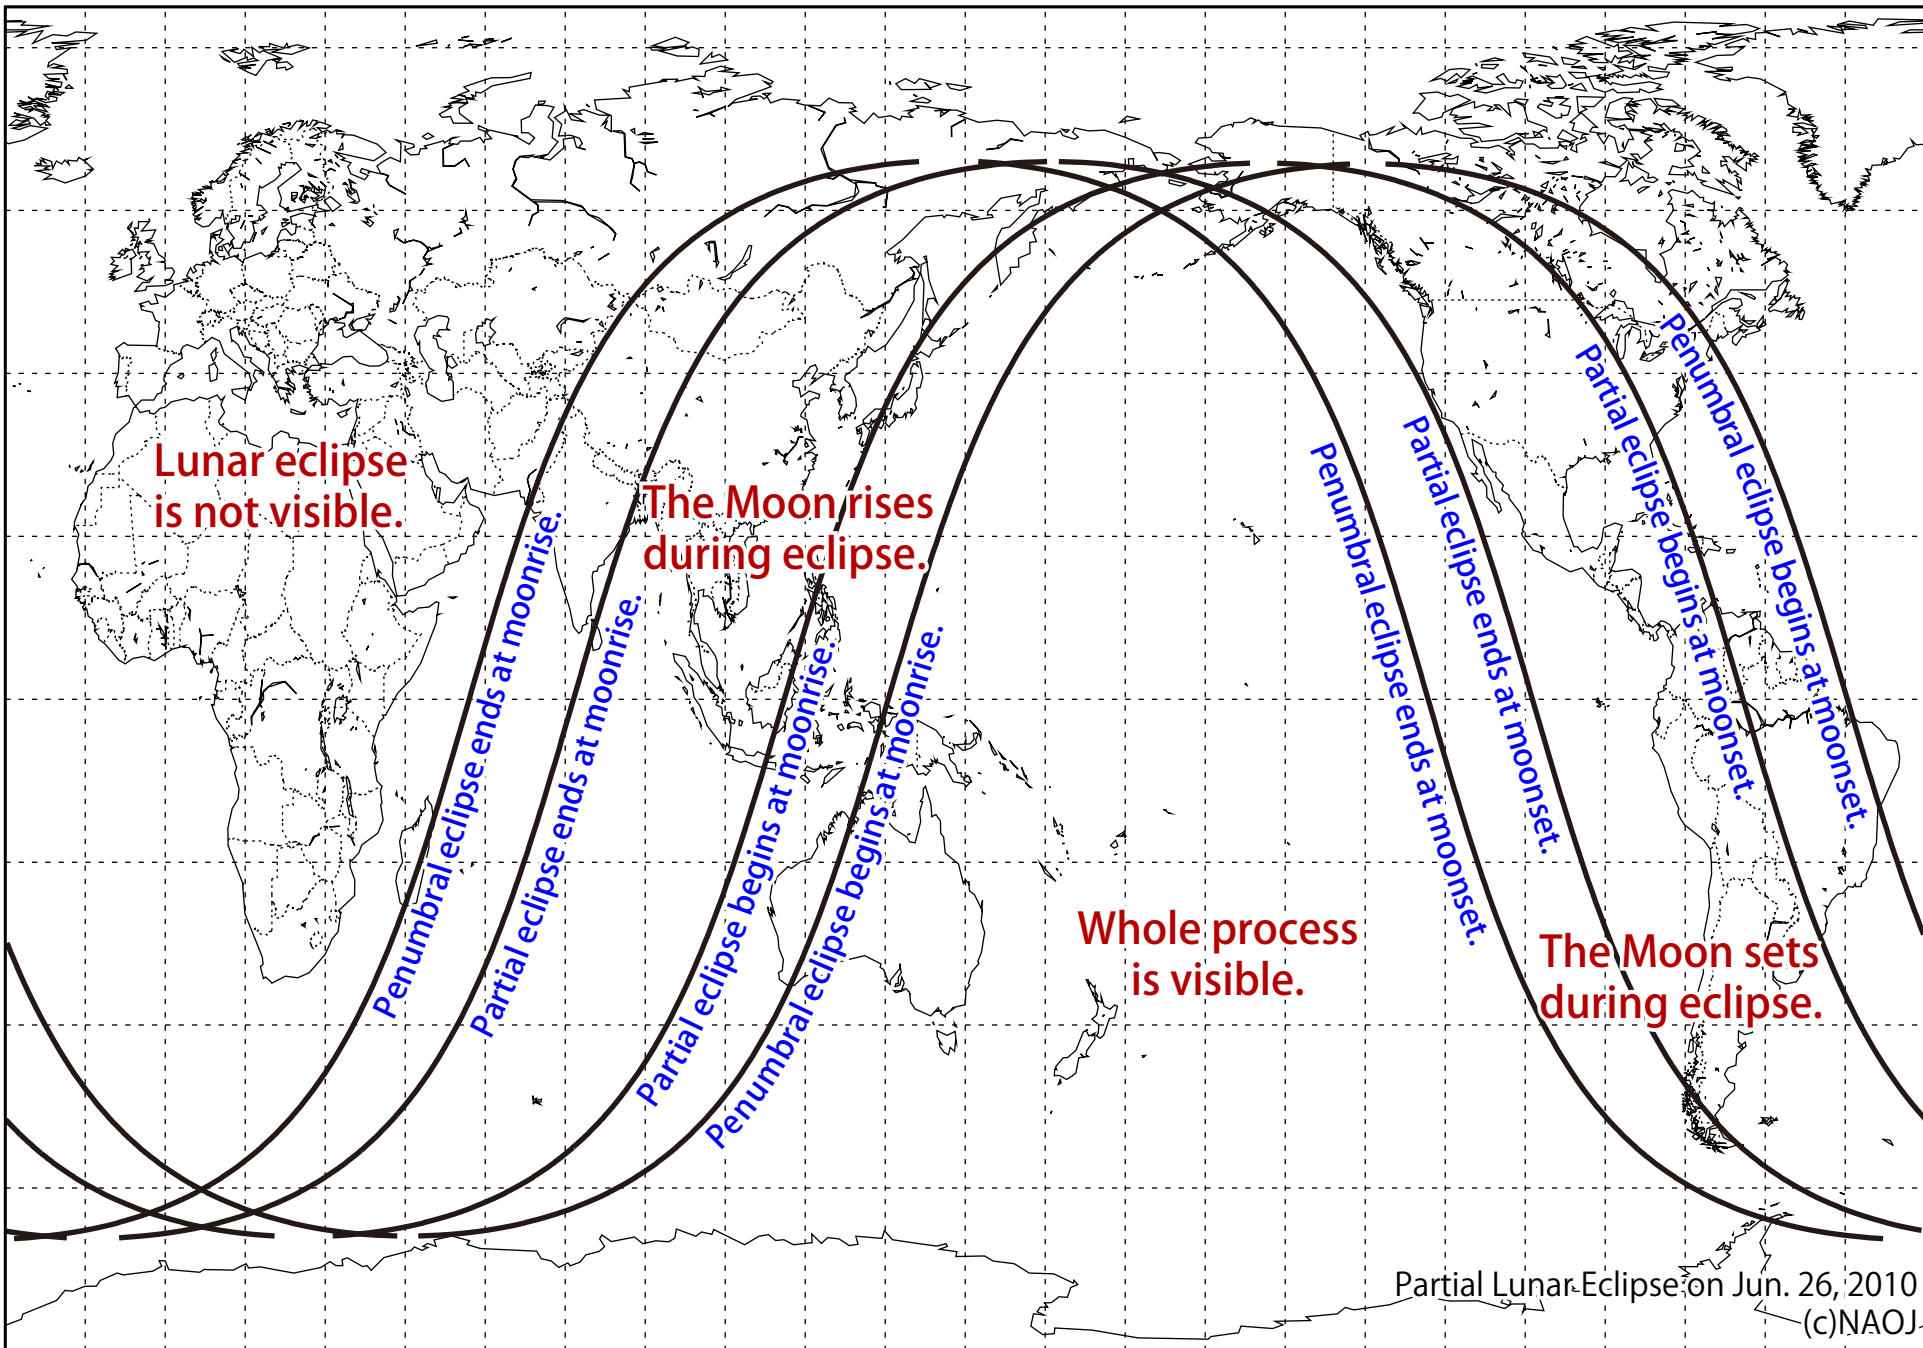 Lunar eclipse
is not visible.
The Moon rises
during eclipse.
Whole process
is visible.
The Moon sets
during eclipse.
Penumbral eclipse ends at moonrise.
Partial eclipse ends at moonrise.
Partial eclipse begins at moonrise.
Penumbral eclipse begins at moonrise.
Penumbral eclipse ends at moonset.
Partial eclipse ends at moonset.
Partial eclipse begins at moonset.
Penumbral eclipse begins at moonset.
Partial Lunar Eclipse on Jun. 26, 2010
(c)NAOJ